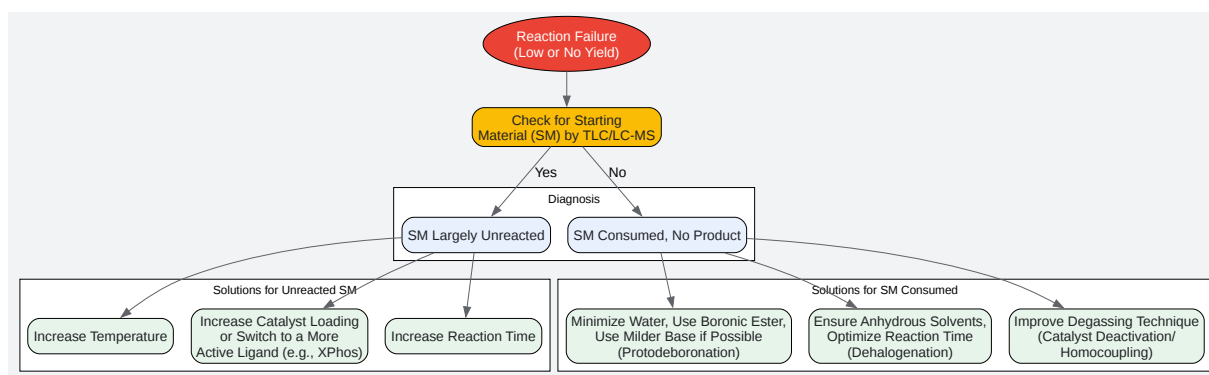 Reaction Failure
(Low or No Yield)
Check for Starting
Material (SM) by TLC/LC-MS
Yes
No
Diagnosis
SM Largely Unreacted
SM Consumed, No Product
Solutions for Unreacted SM
Increase Temperature
Increase Catalyst Loading
or Switch to a More
Active Ligand (e.g., XPhos)
Increase Reaction Time
Solutions for SM Consumed
Minimize Water, Use Boronic Ester,
Use Milder Base if Possible
(Protodeboronation)
Ensure Anhydrous Solvents,
Optimize Reaction Time
(Dehalogenation)
Improve Degassing Technique
(Catalyst Deactivation/
Homocoupling)